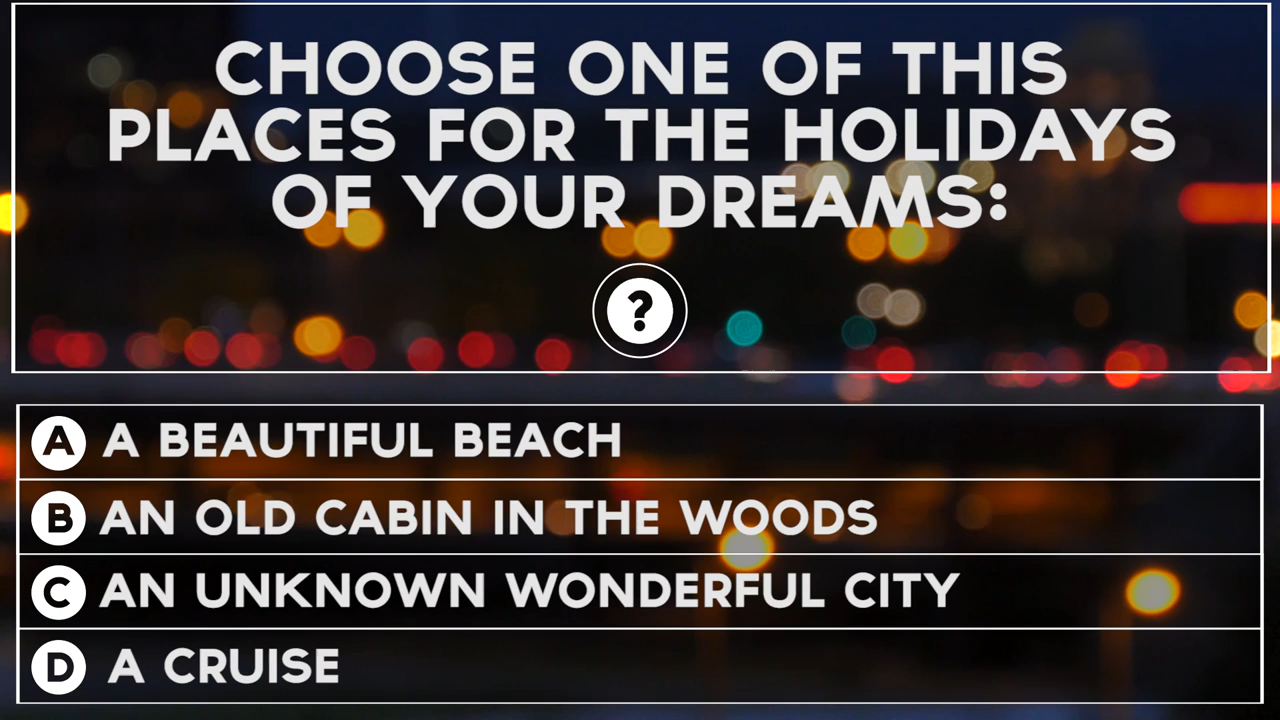 CHOOSE ONE OF THIS
PLACES FOR THE HOLIDAYS
OF YOUR DREAMS:
?
A A BEAUTIFUL BEACH
B AN OLD CABIN IN THE WOODS
C AN UNKNOWN WONDERFUL CITY
D A CRUISE